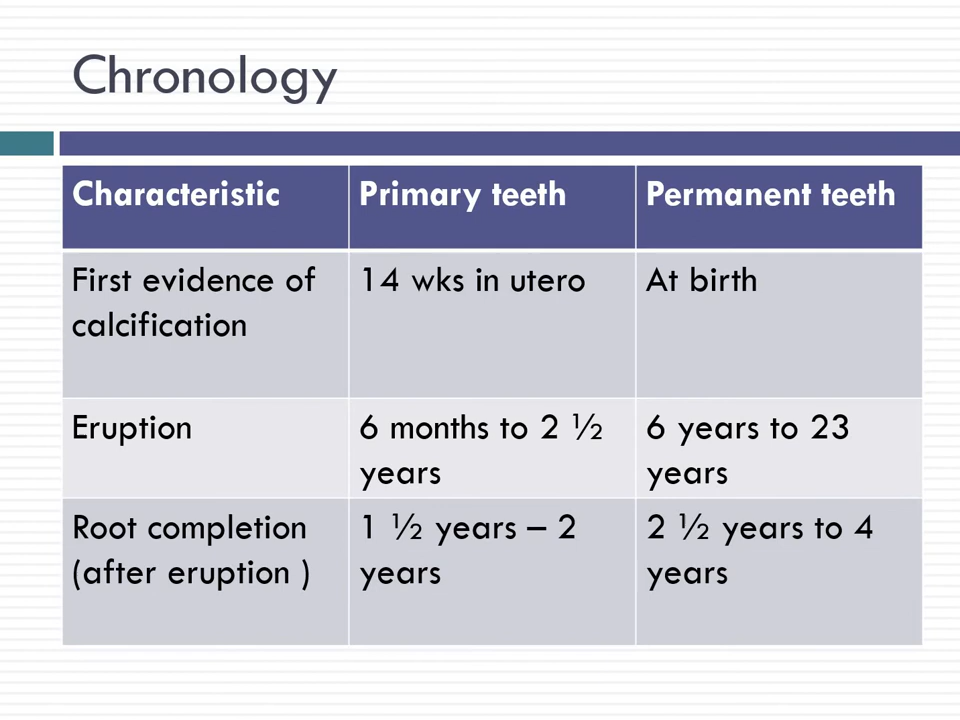 Chronology
Characteristic
Primary teeth
Permanent teeth
First evidence of
calcification
14 wks in utero
At birth
Eruption
6 months to 2 ½
years
6 years to 23
years
Root completion
(after eruption )
1 ½ years – 2
years
2 ½ years to 4
years